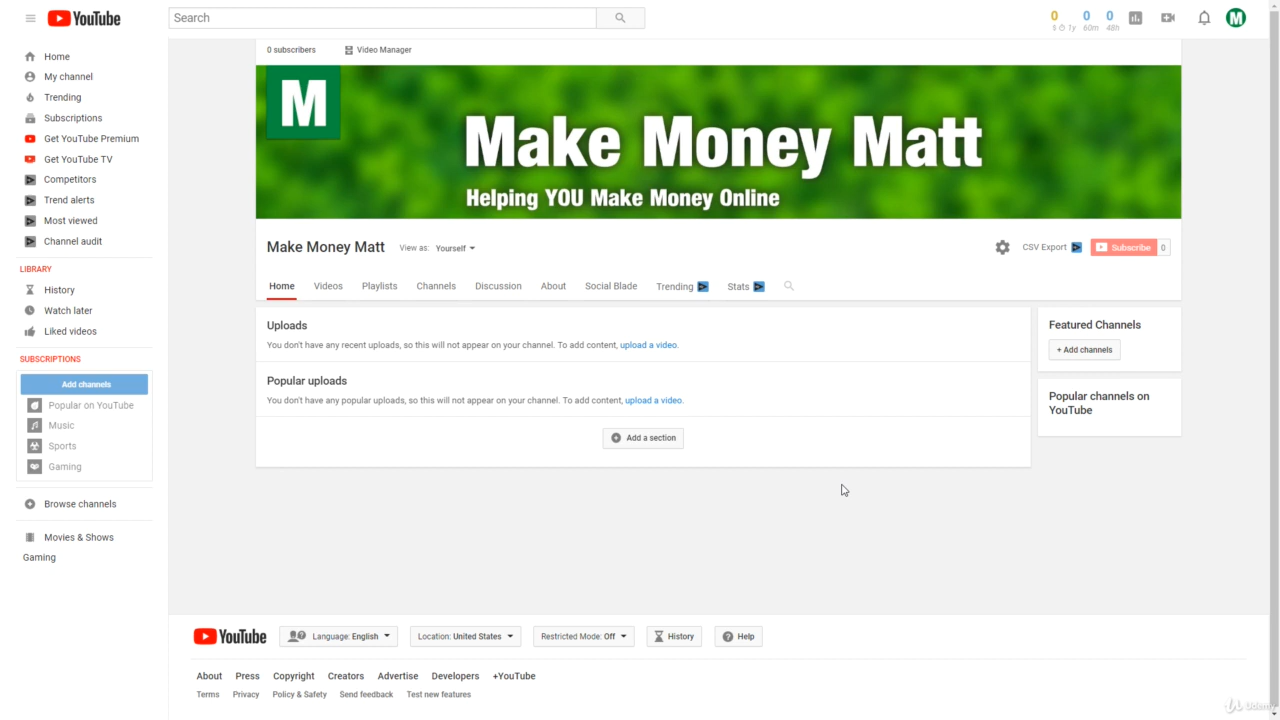 YouTube
Search
0 0 0
1y 60m 48h
M
Home
My channel
Trending
Subscriptions
Get YouTube Premium
Get YouTube TV
Competitors
Trend alerts
Most viewed
Channel audit
LIBRARY
History
Watch later
Liked videos
SUBSCRIPTIONS
Add channels
Popular on YouTube
Music
Sports
Gaming
Browse channels
Movies & Shows
Gaming
0 subscribers Video Manager
M
Make Money Matt
Helping YOU Make Money Online
Make Money Matt View as: Yourself
CSV Export Subscribe 0
Home Videos Playlists Channels Discussion About Social Blade Trending Stats
Uploads
You don't have any recent uploads, so this will not appear on your channel. To add content, upload a video.
Popular uploads
You don't have any popular uploads, so this will not appear on your channel. To add content, upload a video.
Add a section
Featured Channels
+ Add channels
Popular channels on
YouTube
YouTube Language: English Location: United States Restricted Mode: Off History Help
About Press Copyright Creators Advertise Developers +YouTube
Terms Privacy Policy & Safety Send feedback Test new features
Udemy